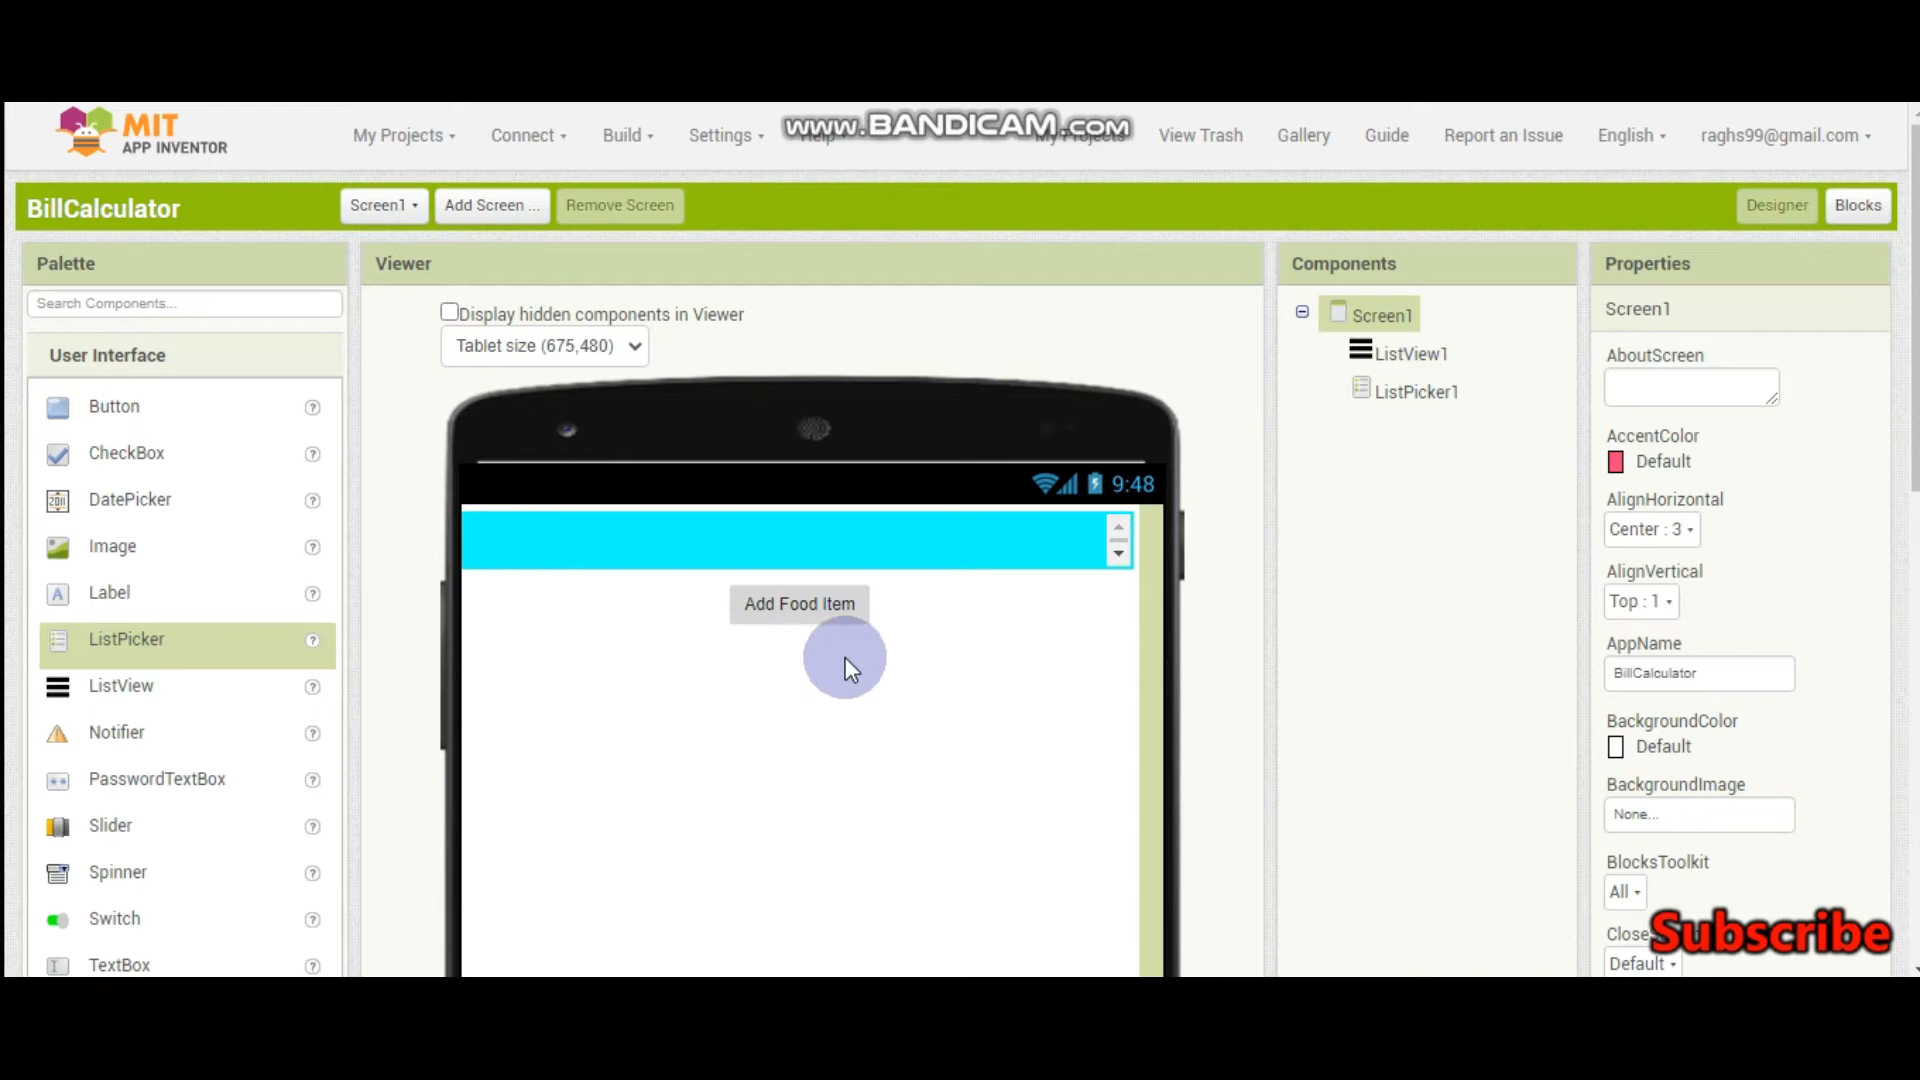 MIT
APP INVENTOR
My Projects
Connect
Build
Settings
Help
www.BANDICAM.com
My Projects
View Trash
Gallery
Guide
Report an Issue
English
raghs99@gmail.com
BillCalculator
Screen1
Add Screen ...
Remove Screen
Designer
Blocks
Palette
Search Components...
User Interface
Button
CheckBox
DatePicker
Image
Label
ListPicker
ListView
Notifier
PasswordTextBox
Slider
Spinner
Switch
TextBox
Viewer
Display hidden components in Viewer
Tablet size (675,480)
9:48
Add Food Item
Components
Screen1
ListView1
ListPicker1
Properties
Screen1
AboutScreen
AccentColor
Default
AlignHorizontal
Center : 3
AlignVertical
Top : 1
AppName
BillCalculator
BackgroundColor
Default
BackgroundImage
None...
BlocksToolkit
All
Close
Default
Subscribe